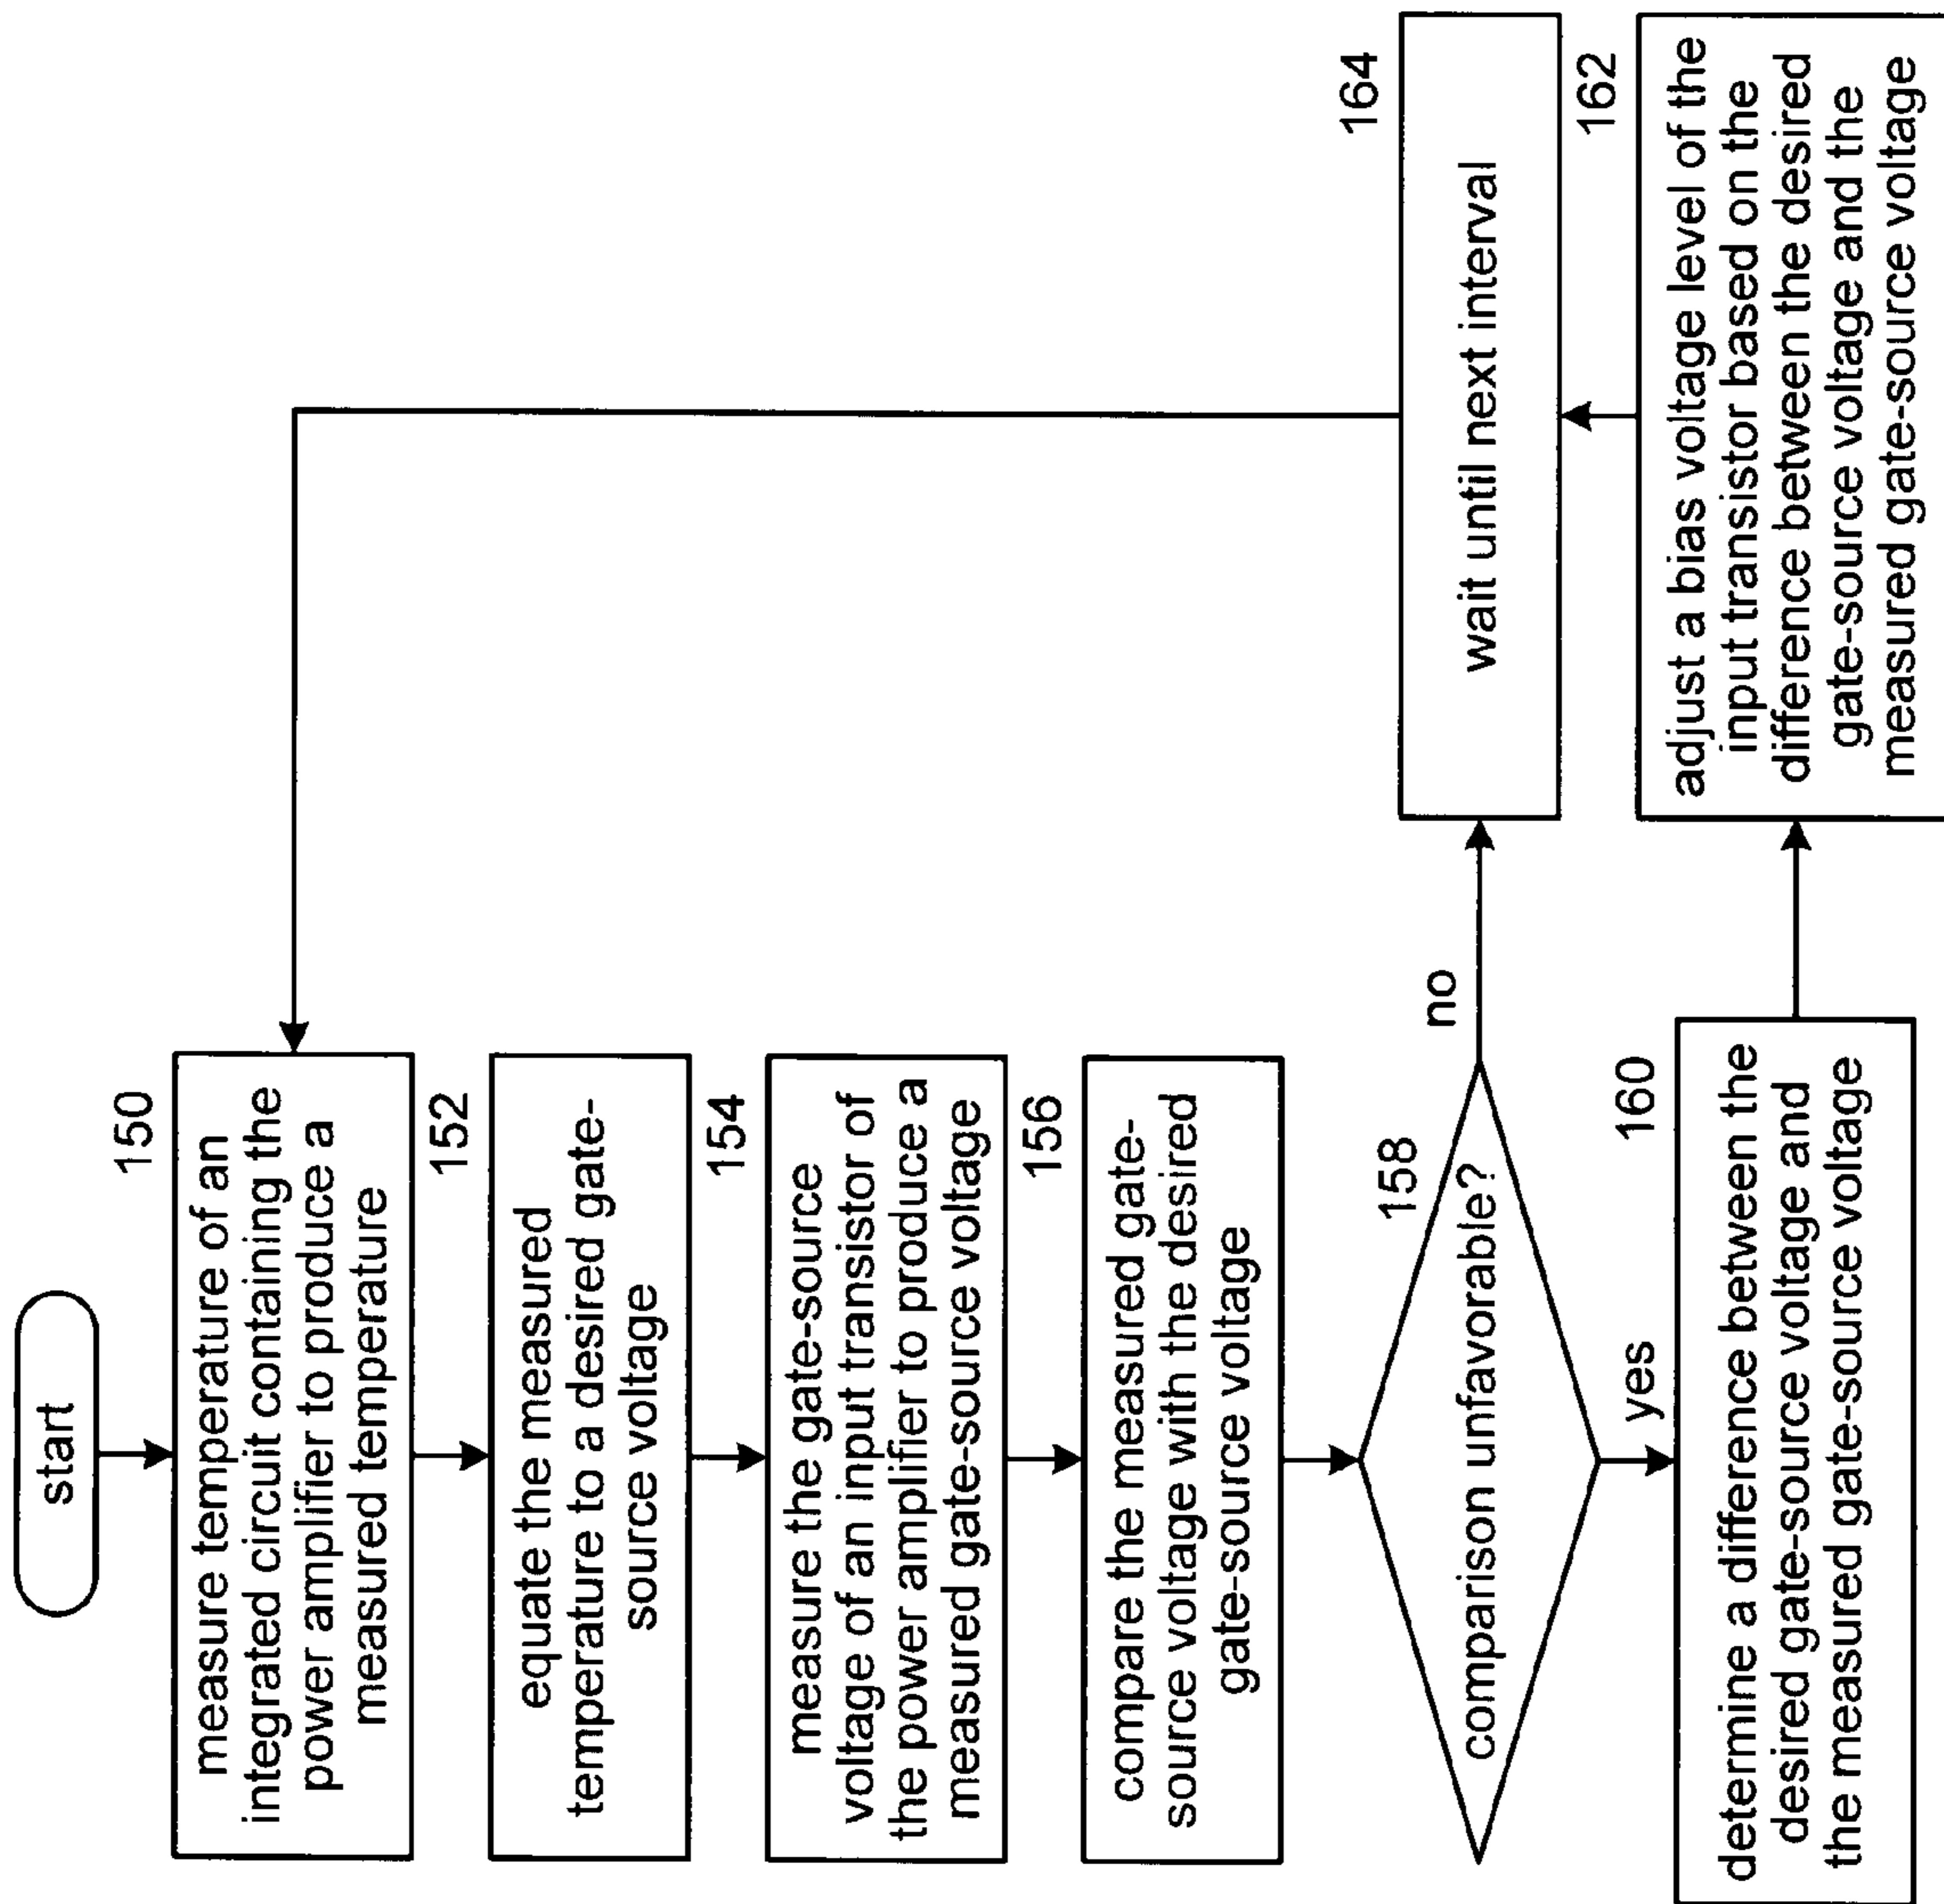 start
150
measure temperature of an
integrated circuit containing the
power amplifier to produce a
measured temperature
152
equate the measured
temperature to a desired gate-
source voltage
154
measure the gate-source
voltage of an input transistor of
the power amplifier to produce a
measured gate-source voltage
156
compare the measured gate-
source voltage with the desired
gate-source voltage
158
comparison unfavorable?
no
yes
160
determine a difference between the
desired gate-source voltage and
the measured gate-source voltage
164
wait until next interval
162
adjust a bias voltage level of the
input transistor based on the
difference between the desired
gate-source voltage and the
measured gate-source voltage